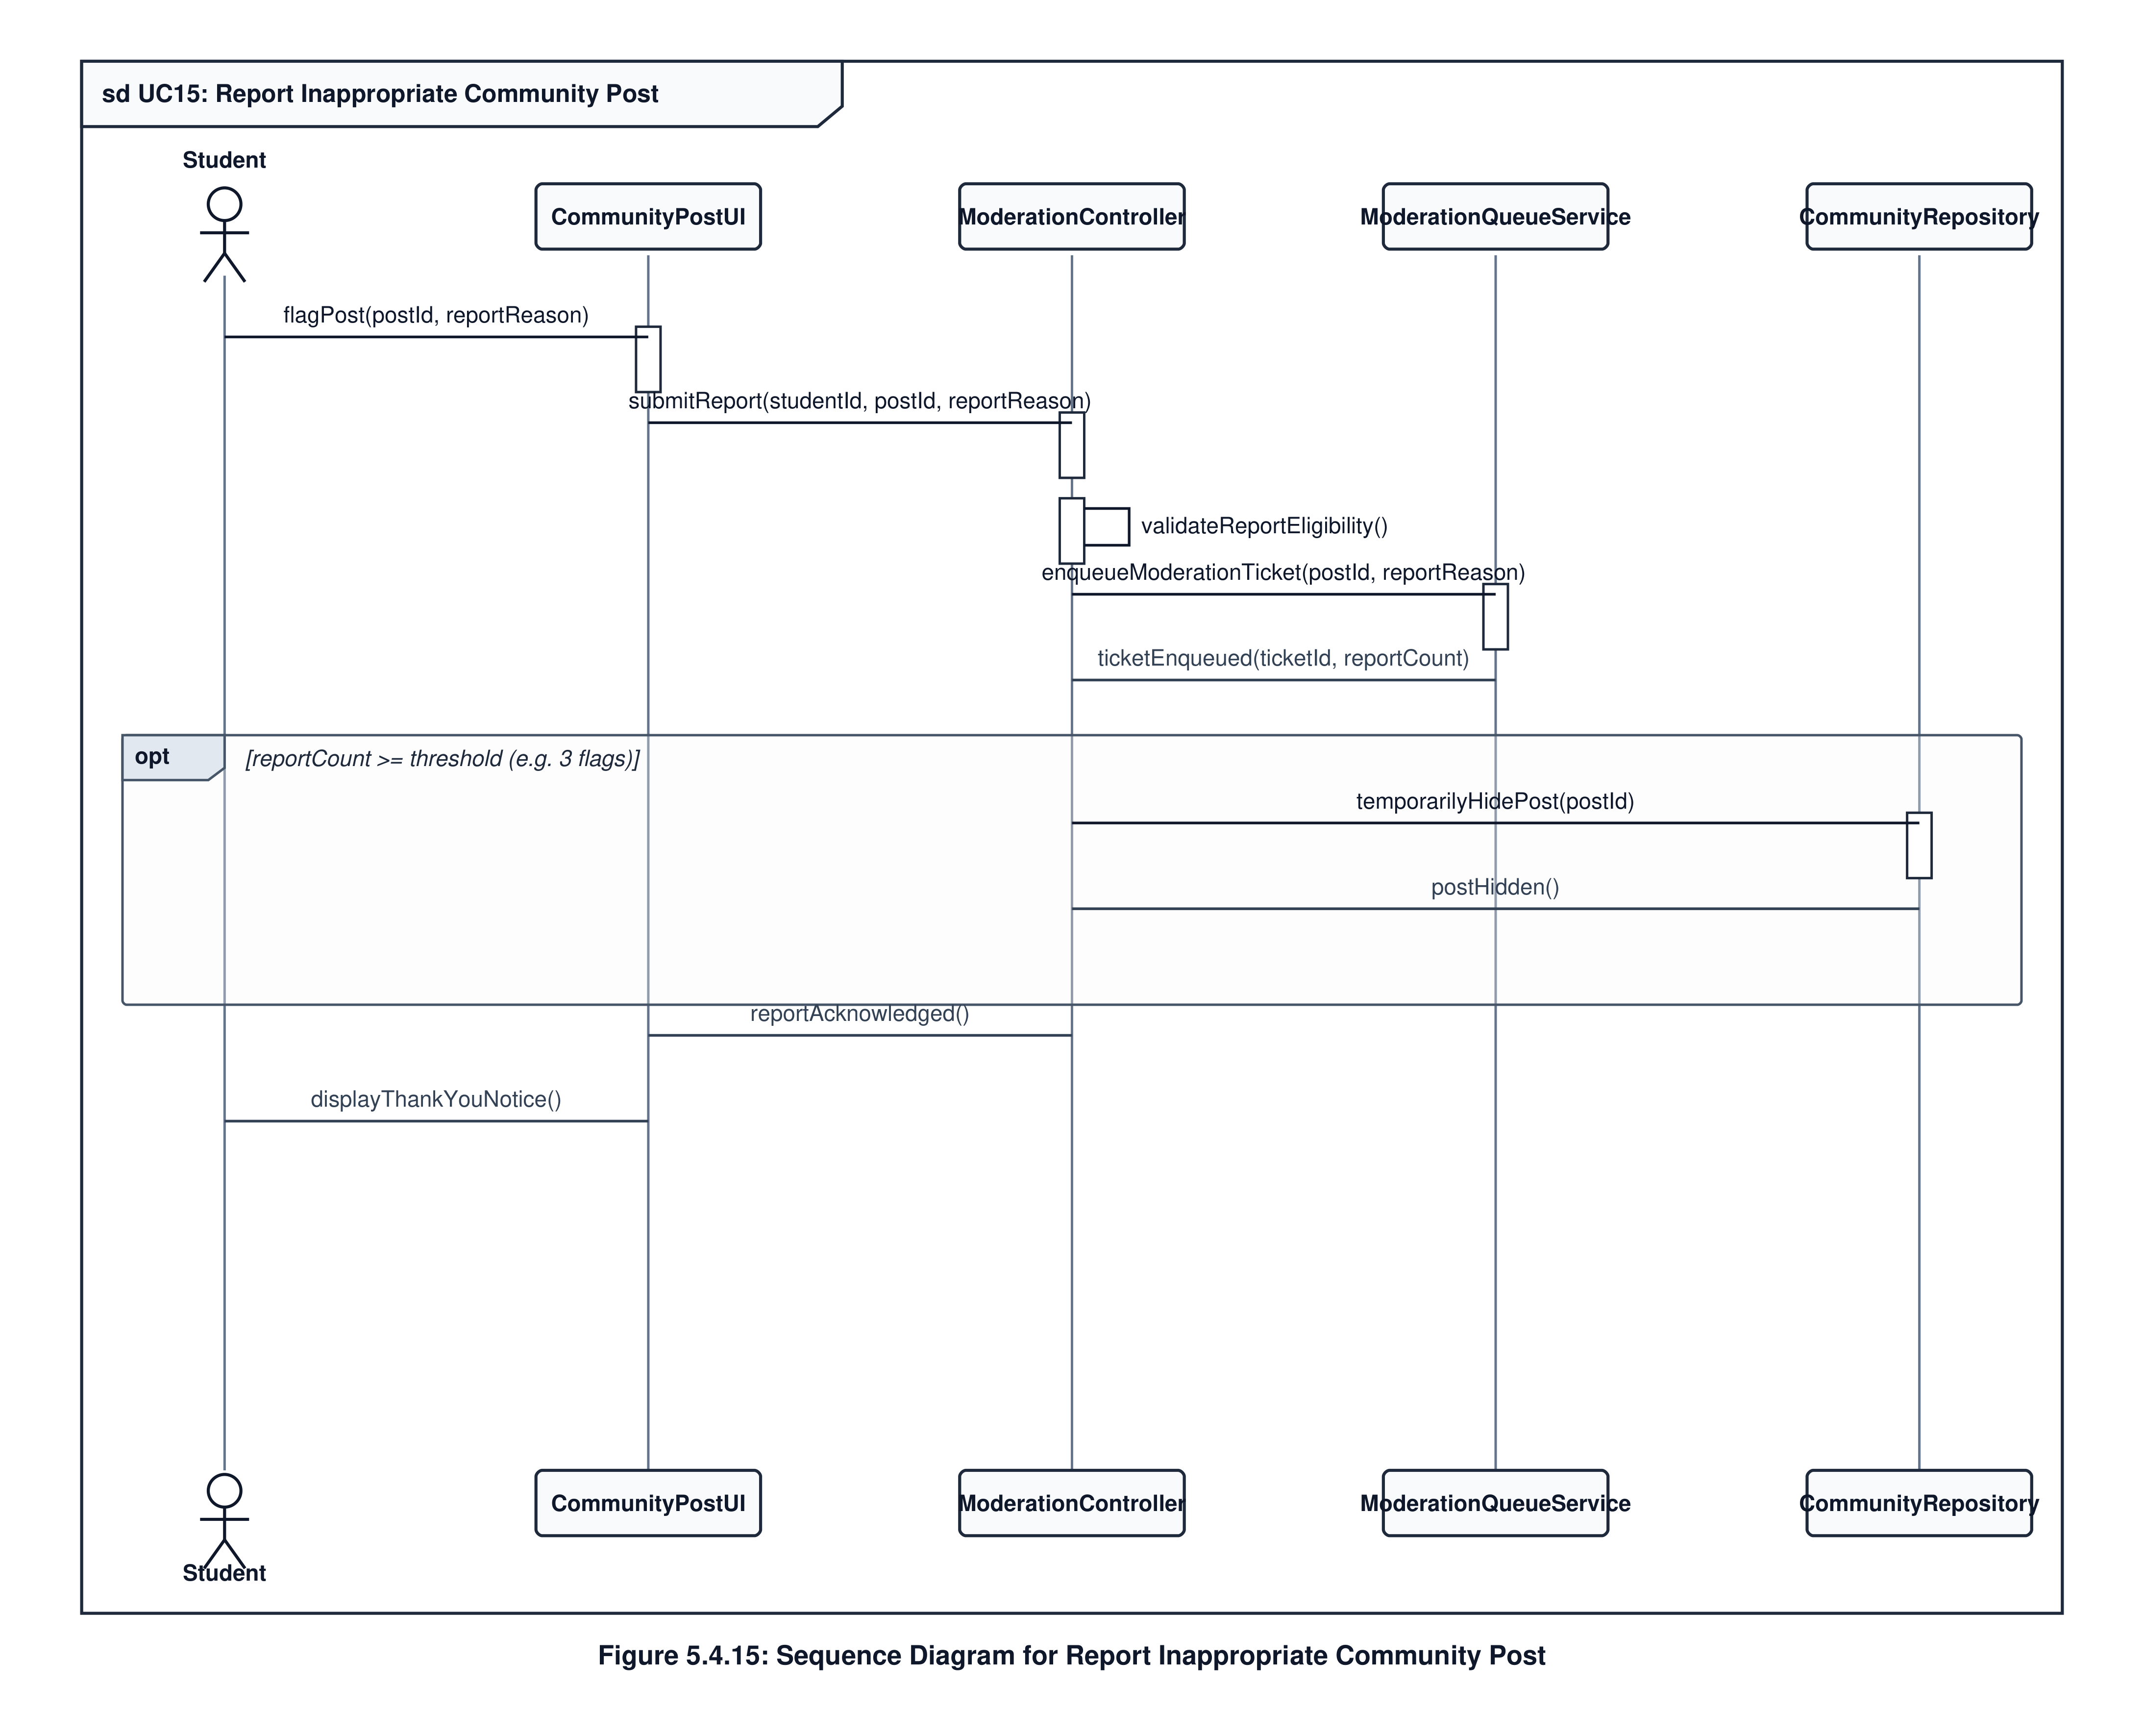 sd UC15: Report Inappropriate Community Post
Student
CommunityPostUI
ModerationController
ModerationQueueService
CommunityRepository
flagPost(postId, reportReason)
submitReport(studentId, postId, reportReason)
validateReportEligibility()
enqueueModerationTicket(postId, reportReason)
ticketEnqueued(ticketId, reportCount)
opt
[reportCount >= threshold (e.g. 3 flags)]
temporarilyHidePost(postId)
postHidden()
reportAcknowledged()
displayThankYouNotice()
CommunityPostUI
ModerationController
ModerationQueueService
CommunityRepository
Student
Figure 5.4.15: Sequence Diagram for Report Inappropriate Community Post